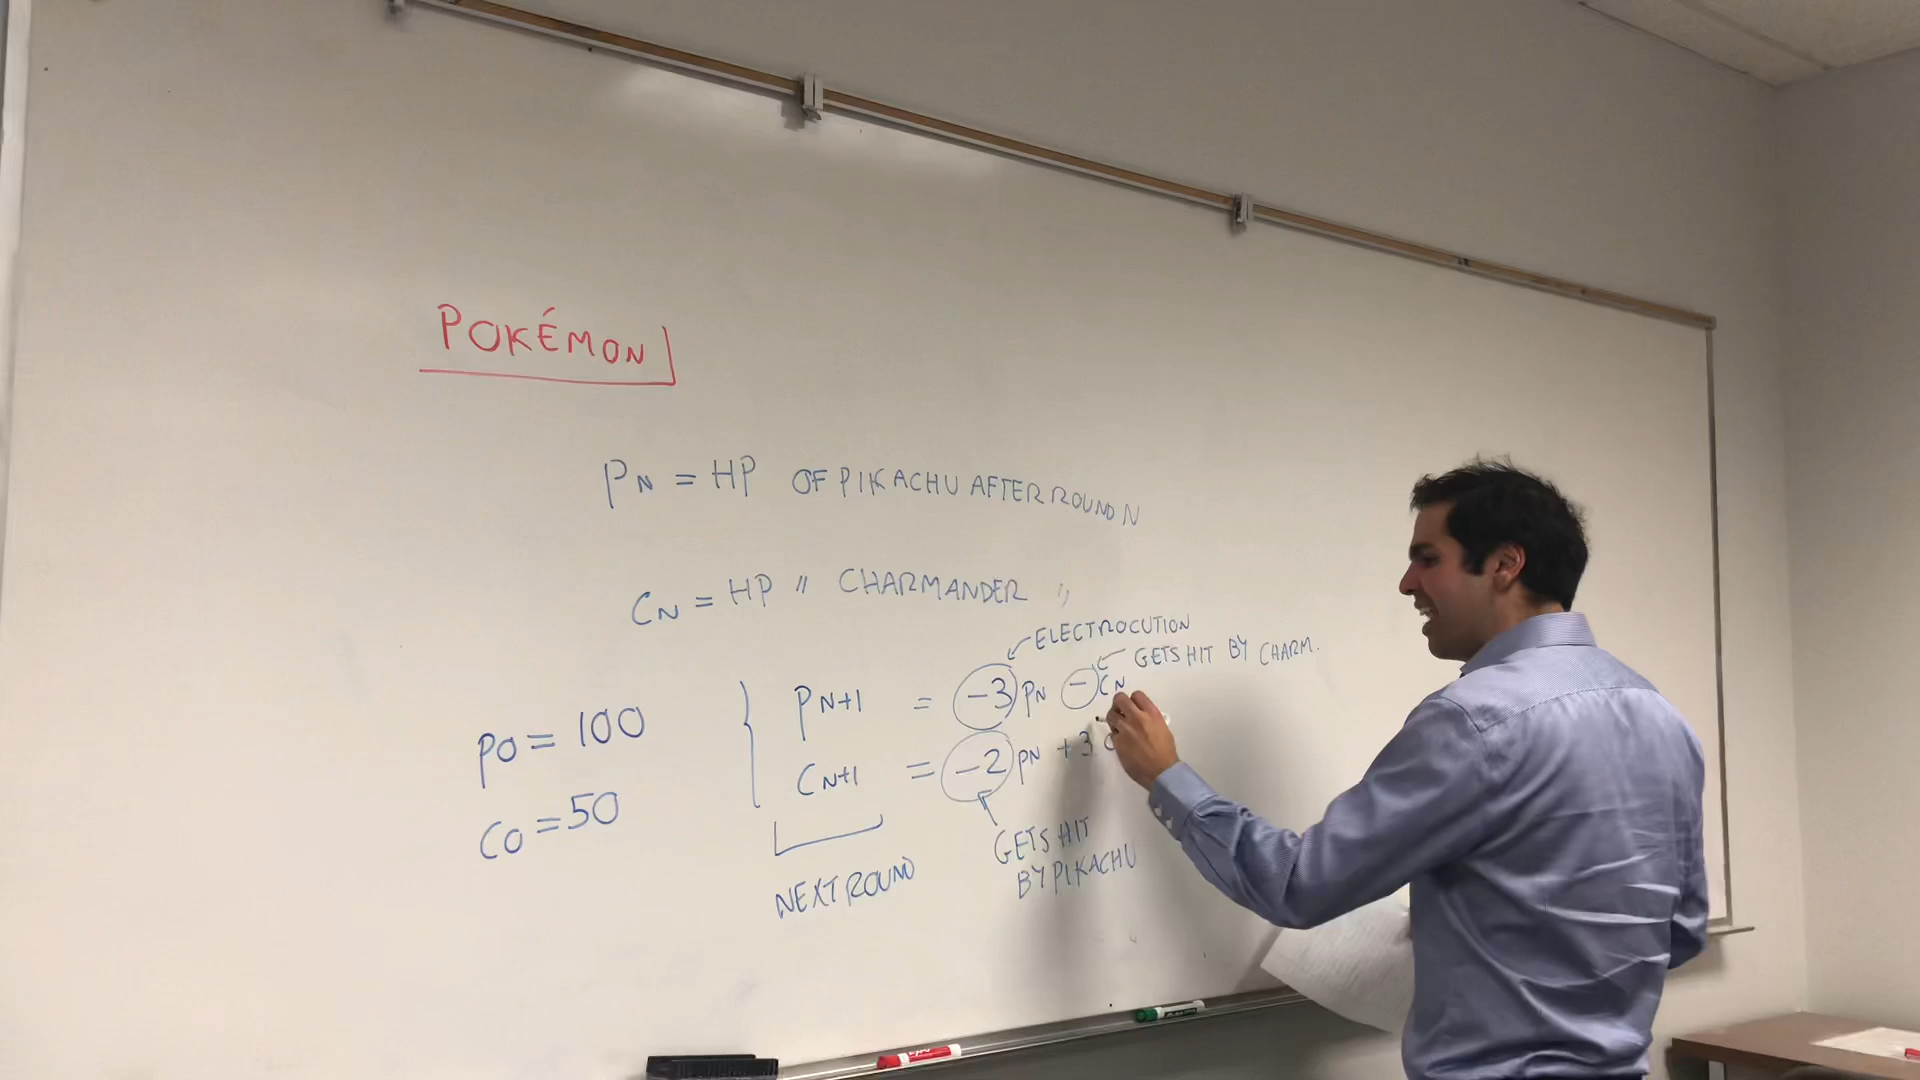 POKÉMON
PN = HP OF PIKACHU AFTER ROUND N
CN = HP " CHARMANDER "
ELECTROCUTION
GETS HIT BY CHARM.
PN+1 = -3 PN - CN
CN+1 = -2 PN + 3
P0 = 100
C0 = 50
NEXT ROUND
GETS HIT
BY PIKACHU
EXPO